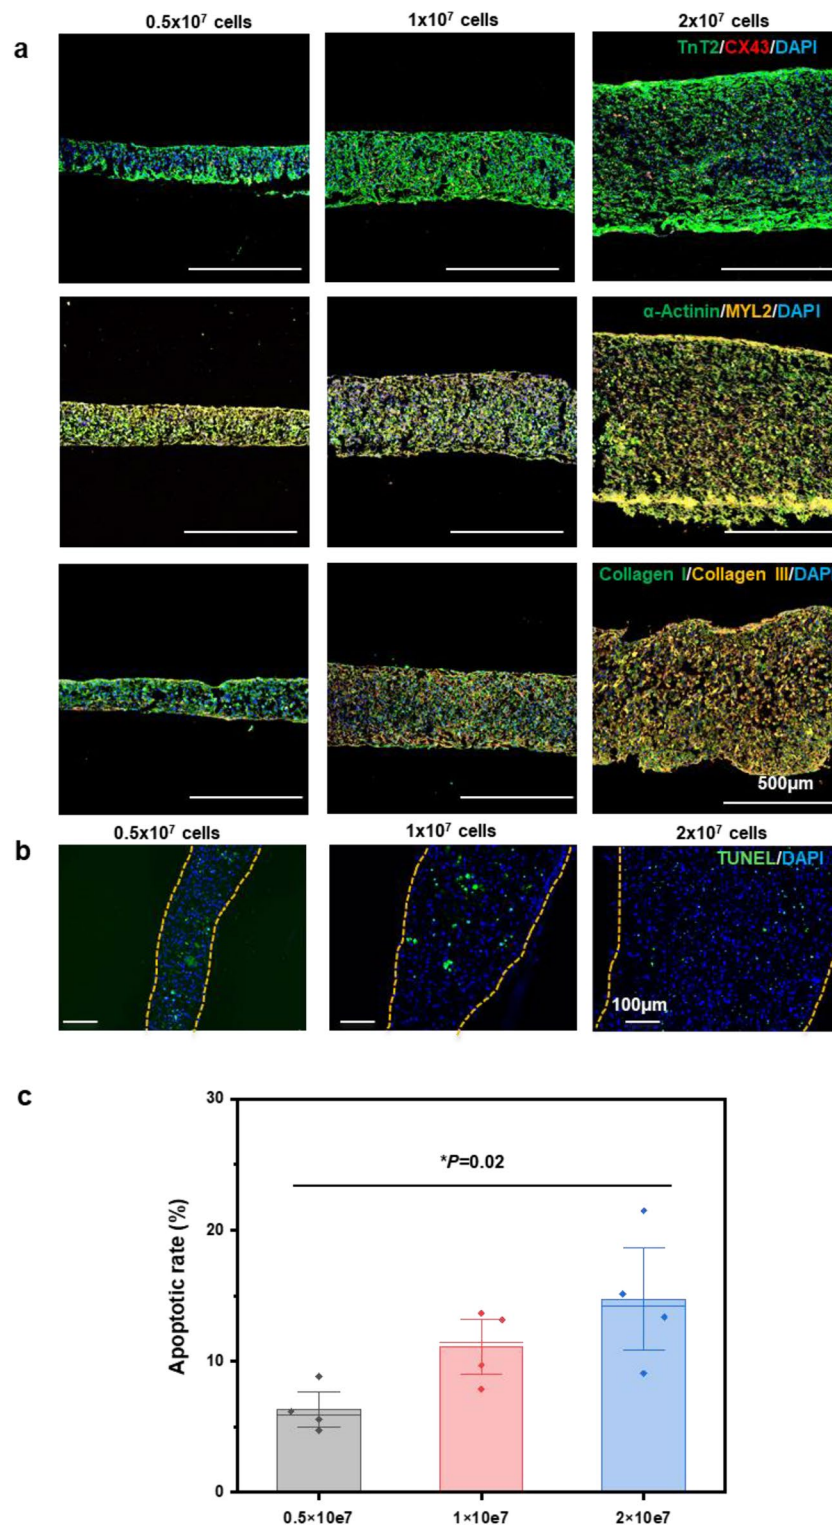 0.5x10⁷ cells 1x10⁷ cells 2x10⁷ cells
a
TnT2/CX43/DAPI
α-Actinin/MYL2/DAPI
Collagen I/Collagen III/DAP
500μm
0.5x10⁷ cells 1x10⁷ cells 2x10⁷ cells
b
TUNEL/DAPI
100μm
c
30
*P=0.02
20
Apoptotic rate (%)
10
0
0.5×10e7 1×10e7 2×10e7